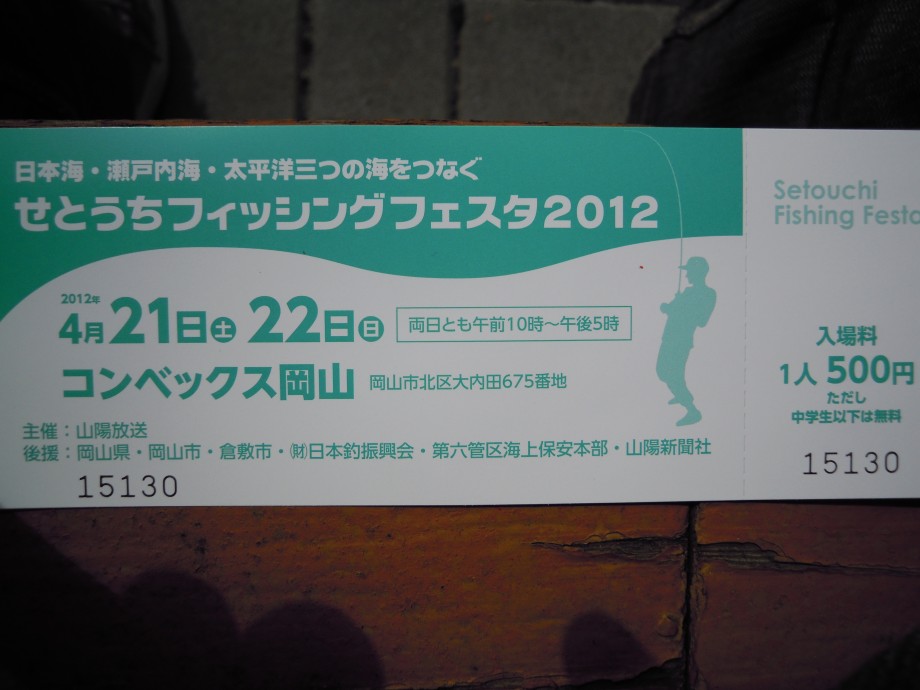 日本海・瀬戸内海・太平洋三つの海をつなぐ
せとうちフィッシングフェスタ2012
2012年
4月21日土 22日日 両日とも午前10時〜午後5時
コンベックス岡山 岡山市北区大内田675番地
主催:山陽放送
後援:岡山県・岡山市・倉敷市・㈶日本釣振興会・第六管区海上保安本部・山陽新聞社
15130
Setouchi
Fishing Festa
入場料
1人 500円
ただし
中学生以下は無料
15130